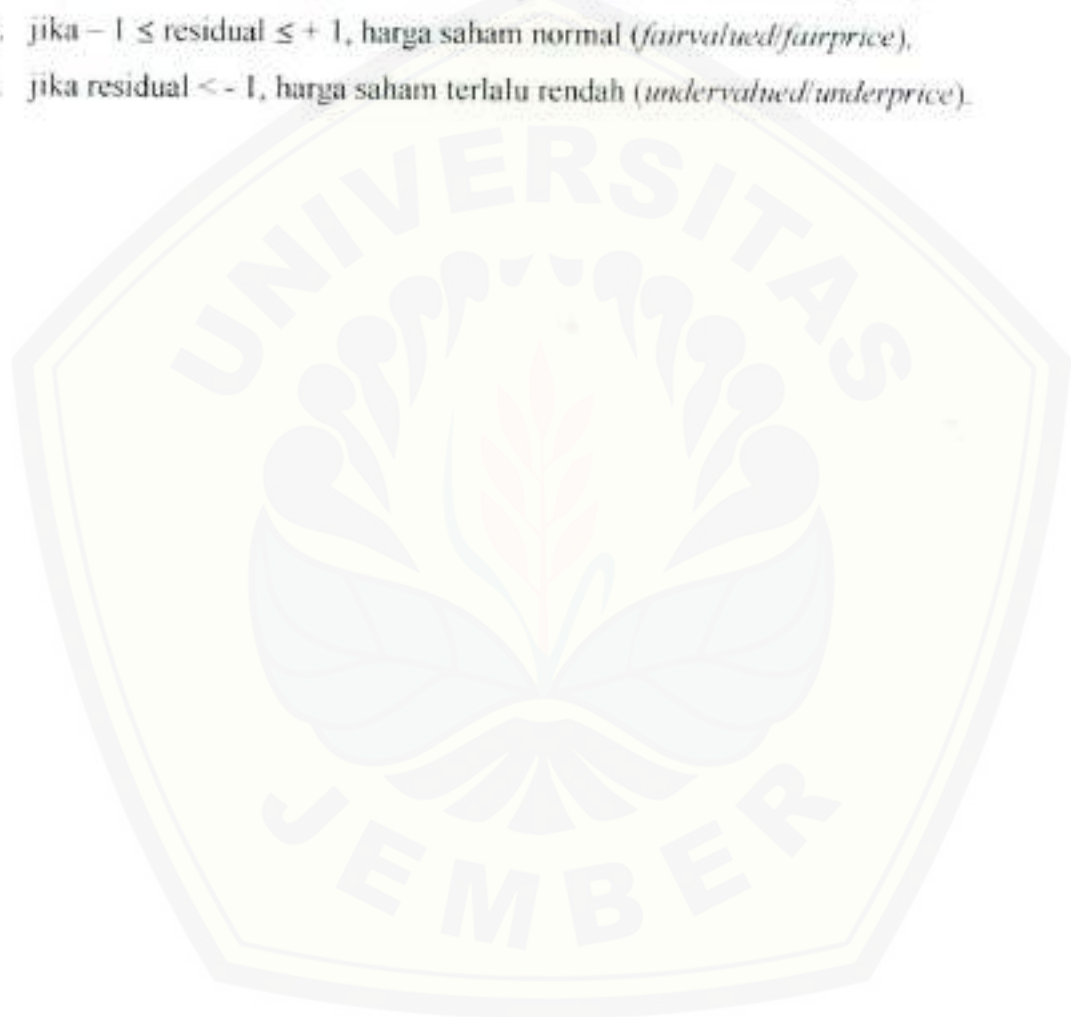 jika – 1 ≤ residual ≤ + 1, harga saham normal (fairvalued/fairprice),
jika residual < - 1, harga saham terlalu rendah (undervalued/underprice).
UNIVERSITAS
JEMBER